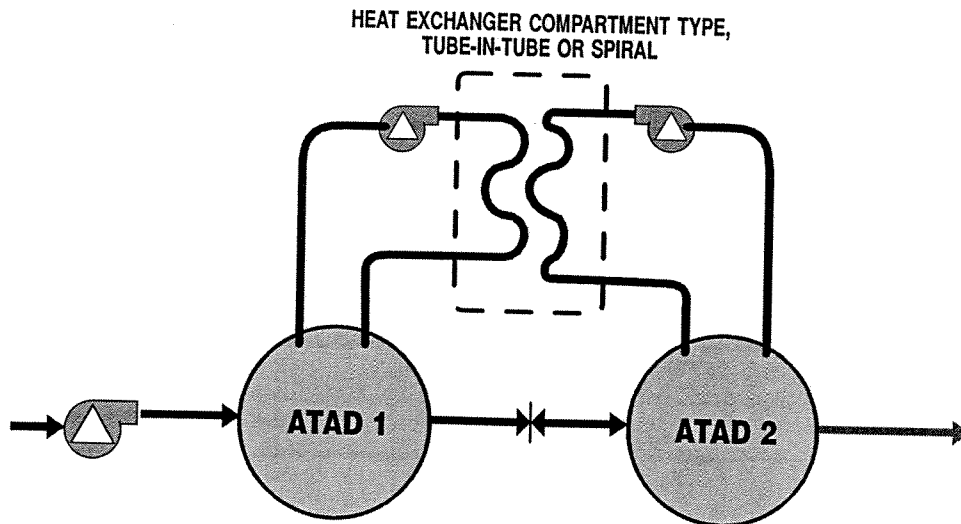 HEAT EXCHANGER COMPARTMENT TYPE,
TUBE-IN-TUBE OR SPIRAL
ATAD 1
ATAD 2